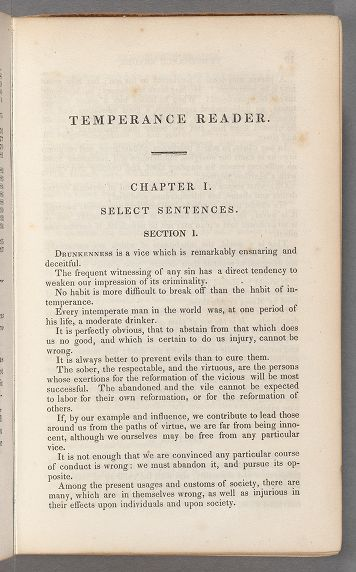 TEMPERANCE READER.
CHAPTER I.
SELECT SENTENCES.
SECTION 1.
DRUNKENNESS is a vice which is remarkably ensnaring and
deceitful.
The frequent witnessing of any sin has a direct tendency to
weaken our impression of its criminality.
No habit is more difficult to break off than the habit of in-
temperance.
Every intemperate man in the world was, at one period of
his life, a moderate drinker.
It is perfectly obvious, that to abstain from that which does
us no good, and which is certain to do us injury, cannot be
wrong.
It is always better to prevent evils than to cure them.
The sober, the respectable, and the virtuous, are the persons
whose exertions for the reformation of the vicious will be most
successful. The abandoned and the vile cannot be expected
to labor for their own reformation, or for the reformation of
others.
If, by our example and influence, we contribute to lead those
around us from the paths of virtue, we are far from being inno-
cent, although we ourselves may be free from any particular
vice.
It is not enough that we are convinced any particular course
of conduct is wrong: we must abandon it, and pursue its op-
posite.
Among the present usages and customs of society, there are
many, which are in themselves wrong, as well as injurious in
their effects upon individuals and upon society.